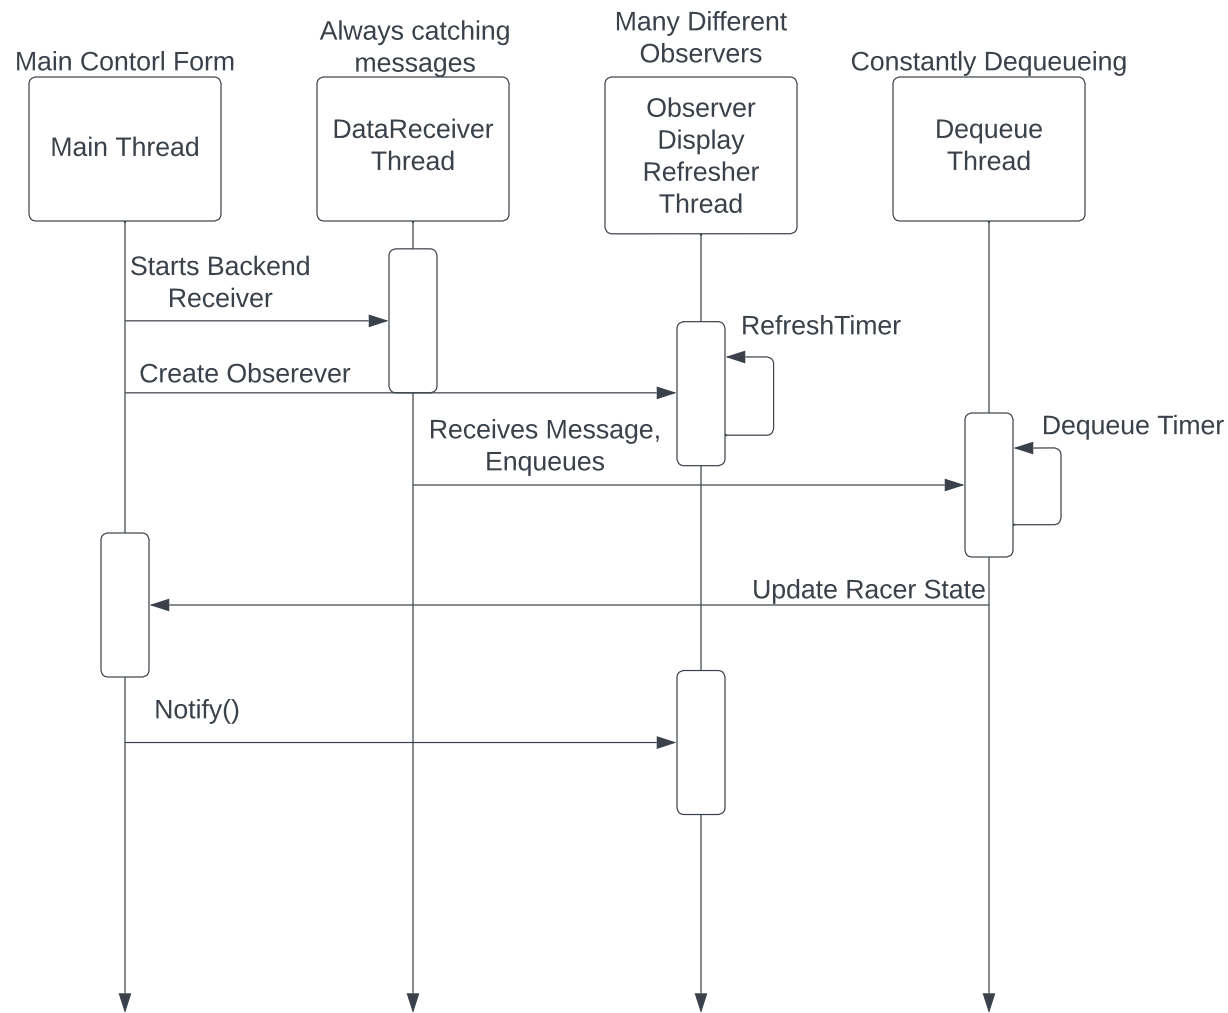 Main Contorl Form
Always catching
messages
Many Different
Observers
Constantly Dequeueing
Main Thread
DataReceiver
Thread
Observer
Display
Refresher
Thread
Dequeue
Thread
Starts Backend
Receiver
RefreshTimer
Create Obserever
Receives Message,
Enqueues
Dequeue Timer
Update Racer State
Notify()